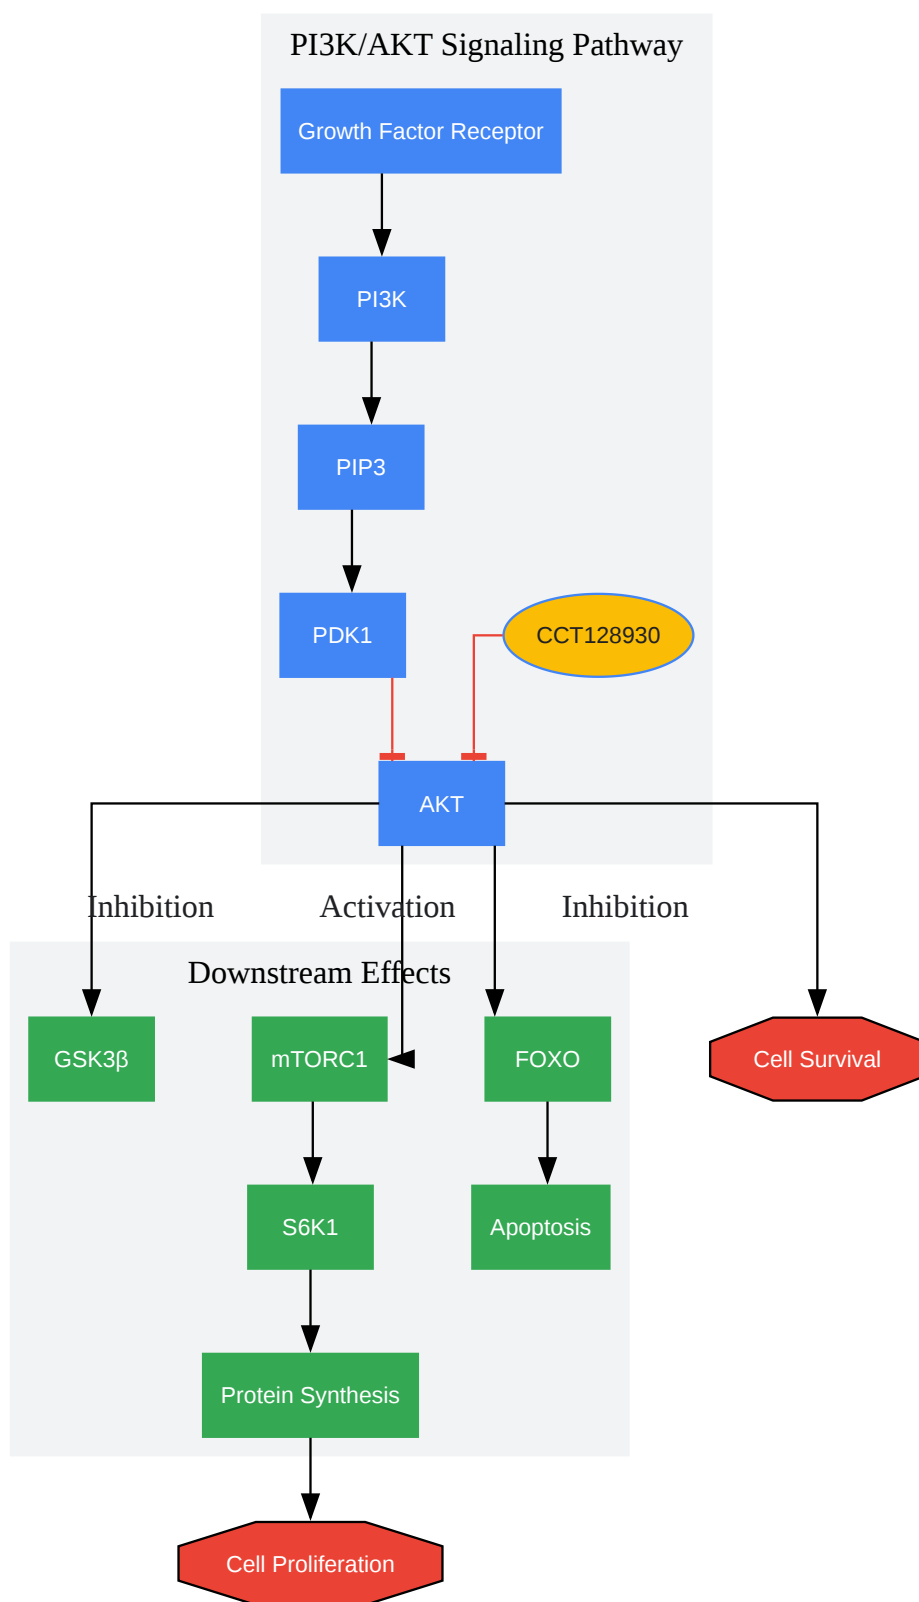 PI3K/AKT Signaling Pathway
Growth Factor Receptor
PI3K
PIP3
PDK1
CCT128930
AKT
Inhibition
Activation
Inhibition
Downstream Effects
GSK3β
mTORC1
FOXO
Cell Survival
S6K1
Apoptosis
Protein Synthesis
Cell Proliferation